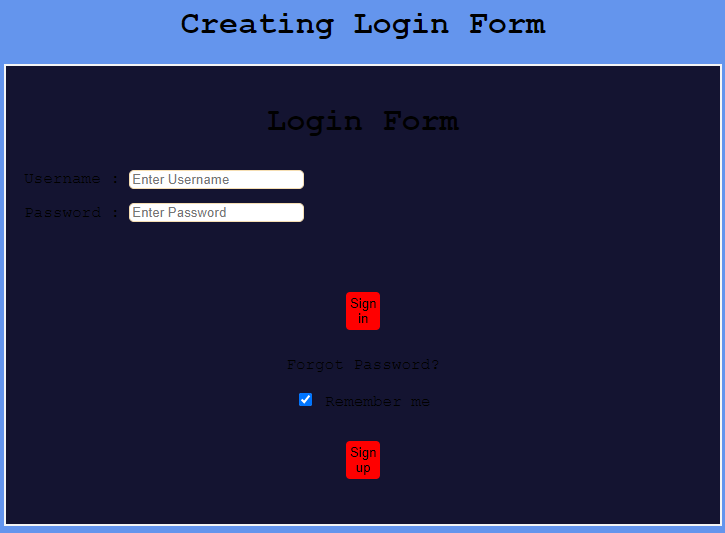 Creating Login Form
Login Form
Username : Enter Username
Password : Enter Password
Sign
in
Forgot Password?
Remember me
Sign
up